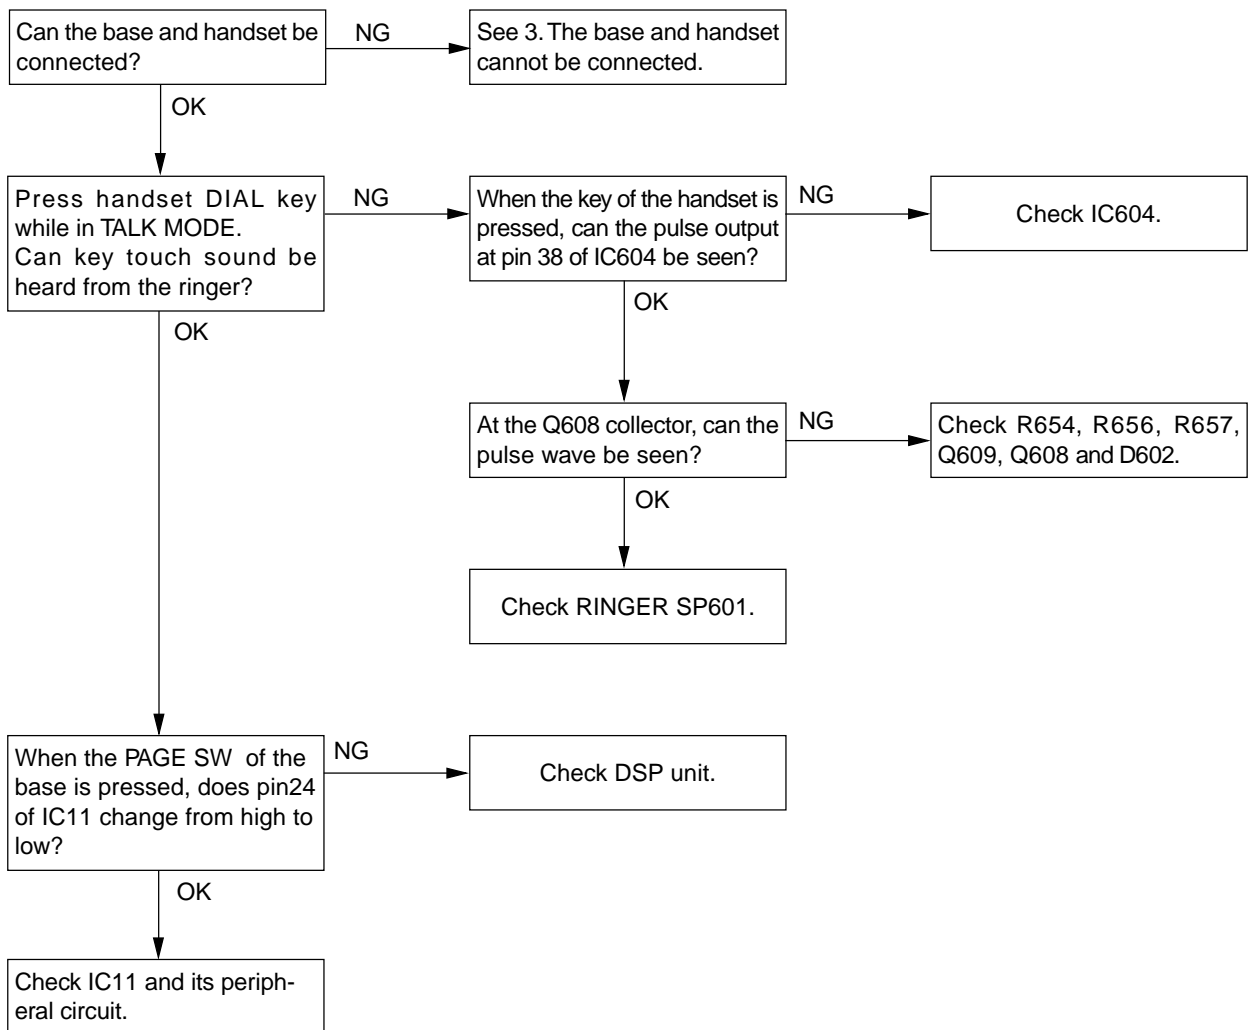 Can the base and handset be
connected?
NG
See 3. The base and handset
cannot be connected.
OK
Press handset DIAL key
while in TALK MODE.
Can key touch sound be
heard from the ringer?
NG
When the key of the handset is
pressed, can the pulse output
at pin 38 of IC604 be seen?
NG
Check IC604.
OK
OK
At the Q608 collector, can the
pulse wave be seen?
NG
Check R654, R656, R657,
Q609, Q608 and D602.
OK
Check RINGER SP601.
When the PAGE SW of the
base is pressed, does pin24
of IC11 change from high to
low?
NG
Check DSP unit.
OK
Check IC11 and its periph-
eral circuit.